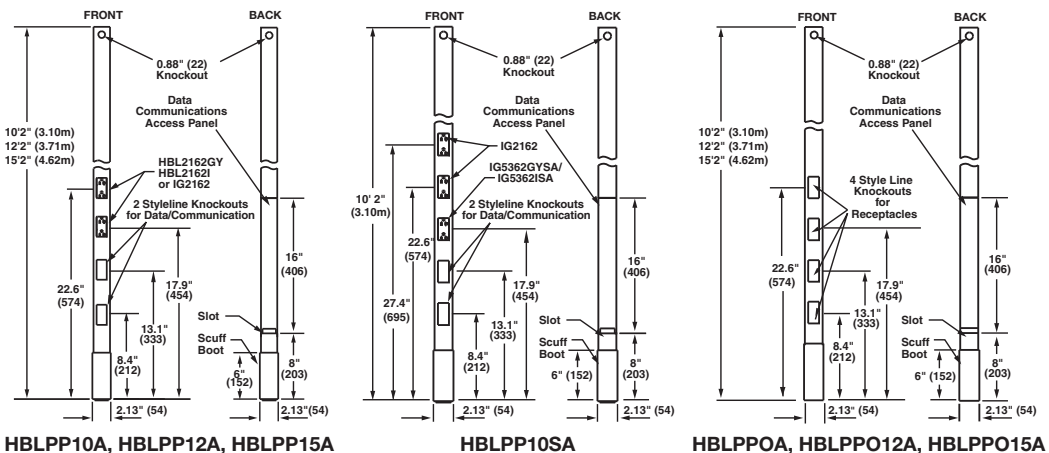 FRONT
BACK
0.88" (22)
Knockout
Data
Communications
Access Panel
10'2" (3.10m)
12'2" (3.71m)
15'2" (4.62m)
HBL2162GY
HBL2162I
or IG2162
2 Styleline Knockouts
for Data/Communication
22.6"
(574)
17.9"
(454)
13.1"
(333)
8.4"
(212)
16"
(406)
Slot
Scuff
Boot
6"
(152)
8"
(203)
2.13" (54)
2.13" (54)
HBLPP10A, HBLPP12A, HBLPP15A
FRONT
BACK
0.88" (22)
Knockout
Data
Communications
Access Panel
IG2162
IG5362GYSA/
IG5362ISA
2 Styleline Knockouts
for Data/Communication
10' 2"
(3.10m)
22.6"
(574)
27.4"
(695)
17.9"
(454)
13.1"
(333)
8.4"
(212)
16"
(406)
Slot
Scuff
Boot
6" (152)
8"
(203)
2.13" (54)
2.13" (54)
HBLPP10SA
FRONT
BACK
0.88" (22)
Knockout
Data
Communications
Access Panel
10'2" (3.10m)
12'2" (3.71m)
15'2" (4.62m)
4 Style Line
Knockouts
for
Receptacles
22.6"
(574)
17.9"
(454)
13.1"
(333)
8.4"
(212)
16"
(406)
Slot
Scuff
Boot
6" (152)
8"
(203)
2.13" (54)
2.13" (54)
HBLPPOA, HBLPPO12A, HBLPPO15A